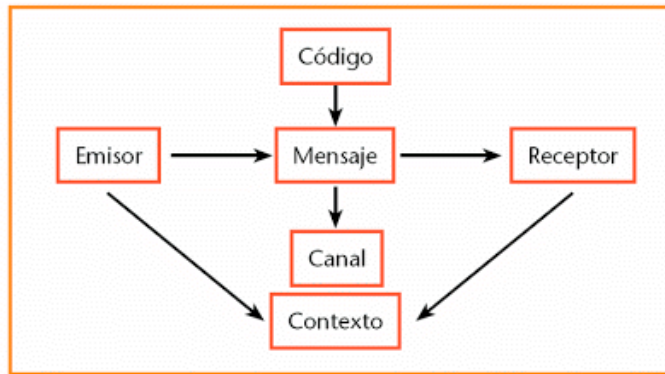 Código
Emisor
Mensaje
Receptor
Canal
Contexto